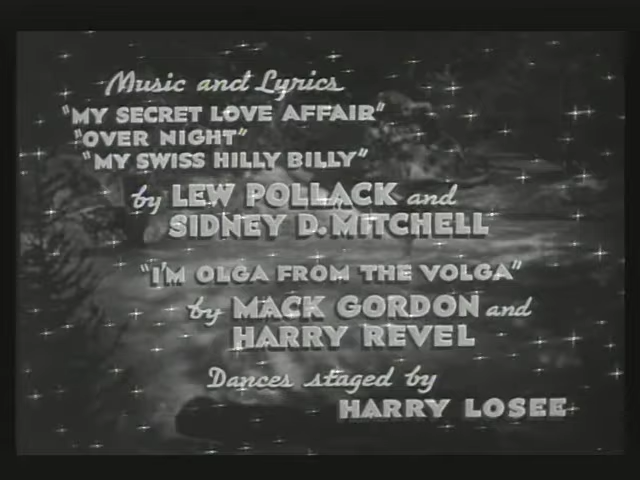 Music and Lyrics
"MY SECRET LOVE AFFAIR"
"OVER NIGHT"
"MY SWISS HILLY BILLY"
by LEW POLLACK and
SIDNEY D. MITCHELL
"I'M OLGA FROM THE VOLGA"
by MACK GORDON and
HARRY REVEL
Dances staged by
HARRY LOSEE